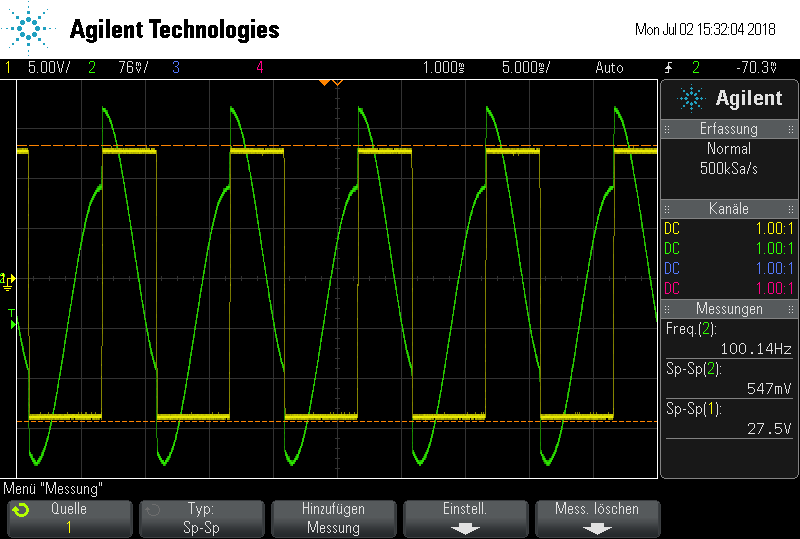 Agilent Technologies
Mon Jul 02 15:32:04 2018
1 5.00V/ 2 76mV/ 3 4 1.000s 5.000s/ Auto 2 -70.3mV
T
Agilent
Erfassung
Normal
500kSa/s
Kanäle
DC 1.00:1
DC 1.00:1
DC 1.00:1
DC 1.00:1
Messungen
Freq.(2):
100.14Hz
Sp-Sp(2):
547mV
Sp-Sp(1):
27.5V
Menü "Messung"
Quelle
1
Typ:
Sp-Sp
Hinzufügen
Messung
Einstell.
Mess. löschen